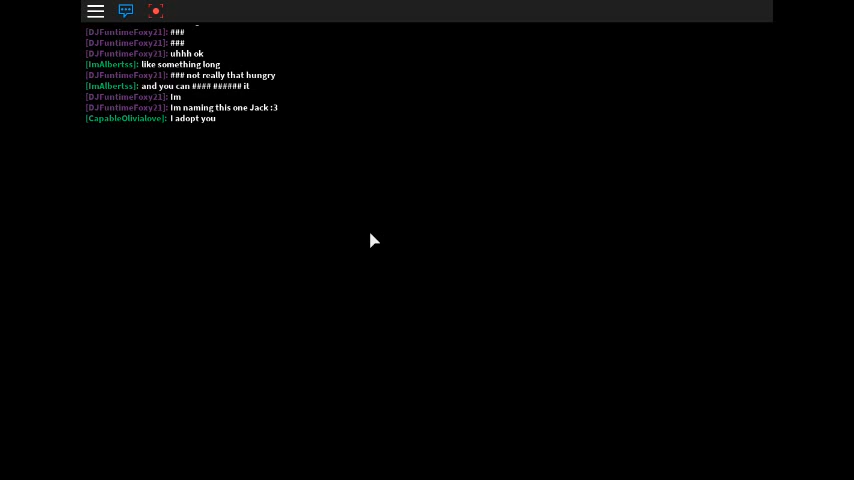 [DJFuntimeFoxy21]: ###
[DJFuntimeFoxy21]: ###
[DJFuntimeFoxy21]: uhhh ok
[ImAlbertss]: like something long
[DJFuntimeFoxy21]: ### not really that hungry
[ImAlbertss]: and you can #### ###### it
[DJFuntimeFoxy21]: Im
[DJFuntimeFoxy21]: Im naming this one Jack :3
[CapableOlivialove]: I adopt you